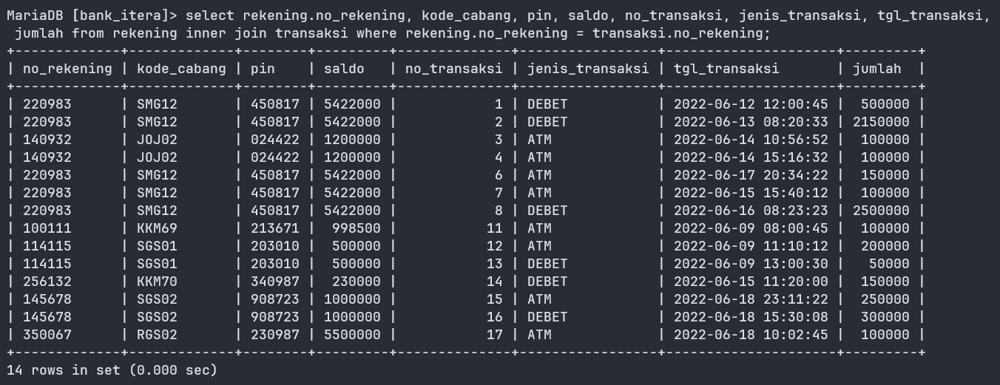 MariaDB [bank_itera]> select rekening.no_rekening, kode_cabang, pin, saldo, no_transaksi, jenis_transaksi, tgl_transaksi,
 jumlah from rekening inner join transaksi where rekening.no_rekening = transaksi.no_rekening;
+-------------+-------------+--------+---------+--------------+-----------------+---------------------+---------+
| no_rekening | kode_cabang | pin    | saldo   | no_transaksi | jenis_transaksi | tgl_transaksi       | jumlah  |
+-------------+-------------+--------+---------+--------------+-----------------+---------------------+---------+
| 220983      | SMG12       | 450817 | 5422000 |            1 | DEBET           | 2022-06-12 12:00:45 |  500000 |
| 220983      | SMG12       | 450817 | 5422000 |            2 | DEBET           | 2022-06-13 08:20:33 | 2150000 |
| 140932      | JOJ02       | 024422 | 1200000 |            3 | ATM             | 2022-06-14 10:56:52 |  100000 |
| 140932      | JOJ02       | 024422 | 1200000 |            4 | ATM             | 2022-06-14 15:16:32 |  100000 |
| 220983      | SMG12       | 450817 | 5422000 |            6 | ATM             | 2022-06-17 20:34:22 |  150000 |
| 220983      | SMG12       | 450817 | 5422000 |            7 | ATM             | 2022-06-15 15:40:12 |  100000 |
| 220983      | SMG12       | 450817 | 5422000 |            8 | DEBET           | 2022-06-16 08:23:23 | 2500000 |
| 100111      | KKM69       | 213671 |  998500 |           11 | ATM             | 2022-06-09 08:00:45 |  100000 |
| 114115      | SGS01       | 203010 |  500000 |           12 | ATM             | 2022-06-09 11:10:12 |  200000 |
| 114115      | SGS01       | 203010 |  500000 |           13 | DEBET           | 2022-06-09 13:00:30 |   50000 |
| 256132      | KKM70       | 340987 |  230000 |           14 | DEBET           | 2022-06-15 11:20:00 |  150000 |
| 145678      | SGS02       | 908723 | 1000000 |           15 | ATM             | 2022-06-18 23:11:22 |  250000 |
| 145678      | SGS02       | 908723 | 1000000 |           16 | DEBET           | 2022-06-18 15:30:08 |  300000 |
| 350067      | RGS02       | 230987 | 5500000 |           17 | ATM             | 2022-06-18 10:02:45 |  100000 |
+-------------+-------------+--------+---------+--------------+-----------------+---------------------+---------+
14 rows in set (0.000 sec)